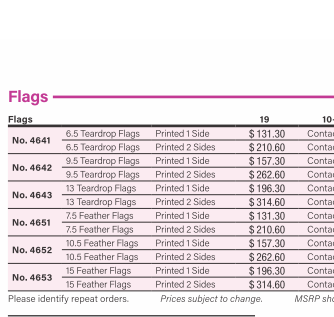 Flags
Flags 19 10-
No. 4641 6.5 Teardrop Flags Printed 1 Side $ 131.30 Conta
6.5 Teardrop Flags Printed 2 Sides $ 210.60 Conta
No. 4642 9.5 Teardrop Flags Printed 1 Side $ 157.30 Conta
9.5 Teardrop Flags Printed 2 Sides $ 262.60 Conta
No. 4643 13 Teardrop Flags Printed 1 Side $ 196.30 Conta
13 Teardrop Flags Printed 2 Sides $ 314.60 Conta
No. 4651 7.5 Feather Flags Printed 1 Side $ 131.30 Conta
7.5 Feather Flags Printed 2 Sides $ 210.60 Conta
No. 4652 10.5 Feather Flags Printed 1 Side $ 157.30 Conta
10.5 Feather Flags Printed 2 Sides $ 262.60 Conta
No. 4653 15 Feather Flags Printed 1 Side $ 196.30 Conta
15 Feather Flags Printed 2 Sides $ 314.60 Conta
Please identify repeat orders. Prices subject to change. MSRP sho